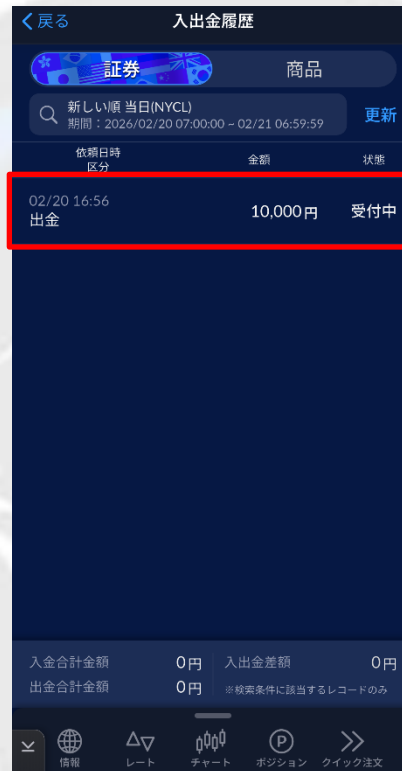 戻る 入出金履歴
証券 商品
新しい順 当日(NYCL)
期間：2026/02/20 07:00:00 ~ 02/21 06:59:59
更新
依頼日時
区分
金額
状態
02/20 16:56
出金
10,000円
受付中
入金合計金額 0円 入出金差額 0円
出金合計金額 0円 ※検索条件に該当するレコードのみ
情報 レート チャート P ポジション クイック注文